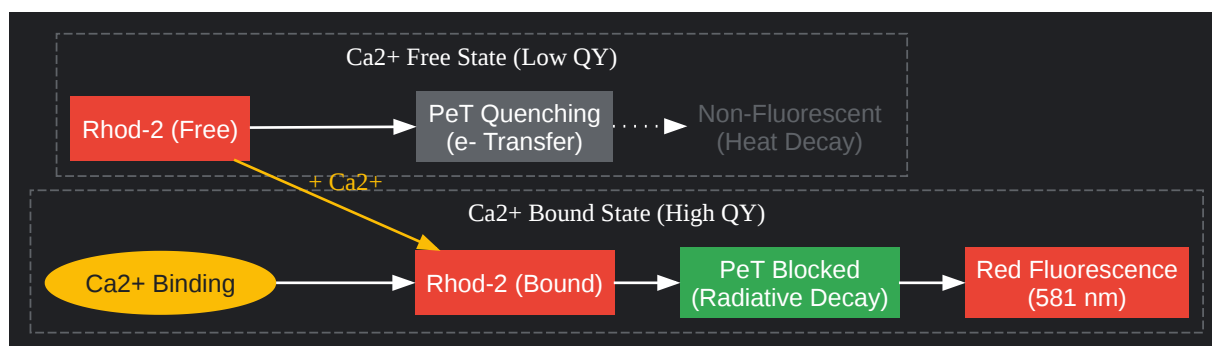 Ca2+ Free State (Low QY)
Rhod-2 (Free)
PeT Quenching
(e- Transfer)
Non-Fluorescent
(Heat Decay)
+ Ca2+
Ca2+ Bound State (High QY)
Ca2+ Binding
Rhod-2 (Bound)
PeT Blocked
(Radiative Decay)
Red Fluorescence
(581 nm)